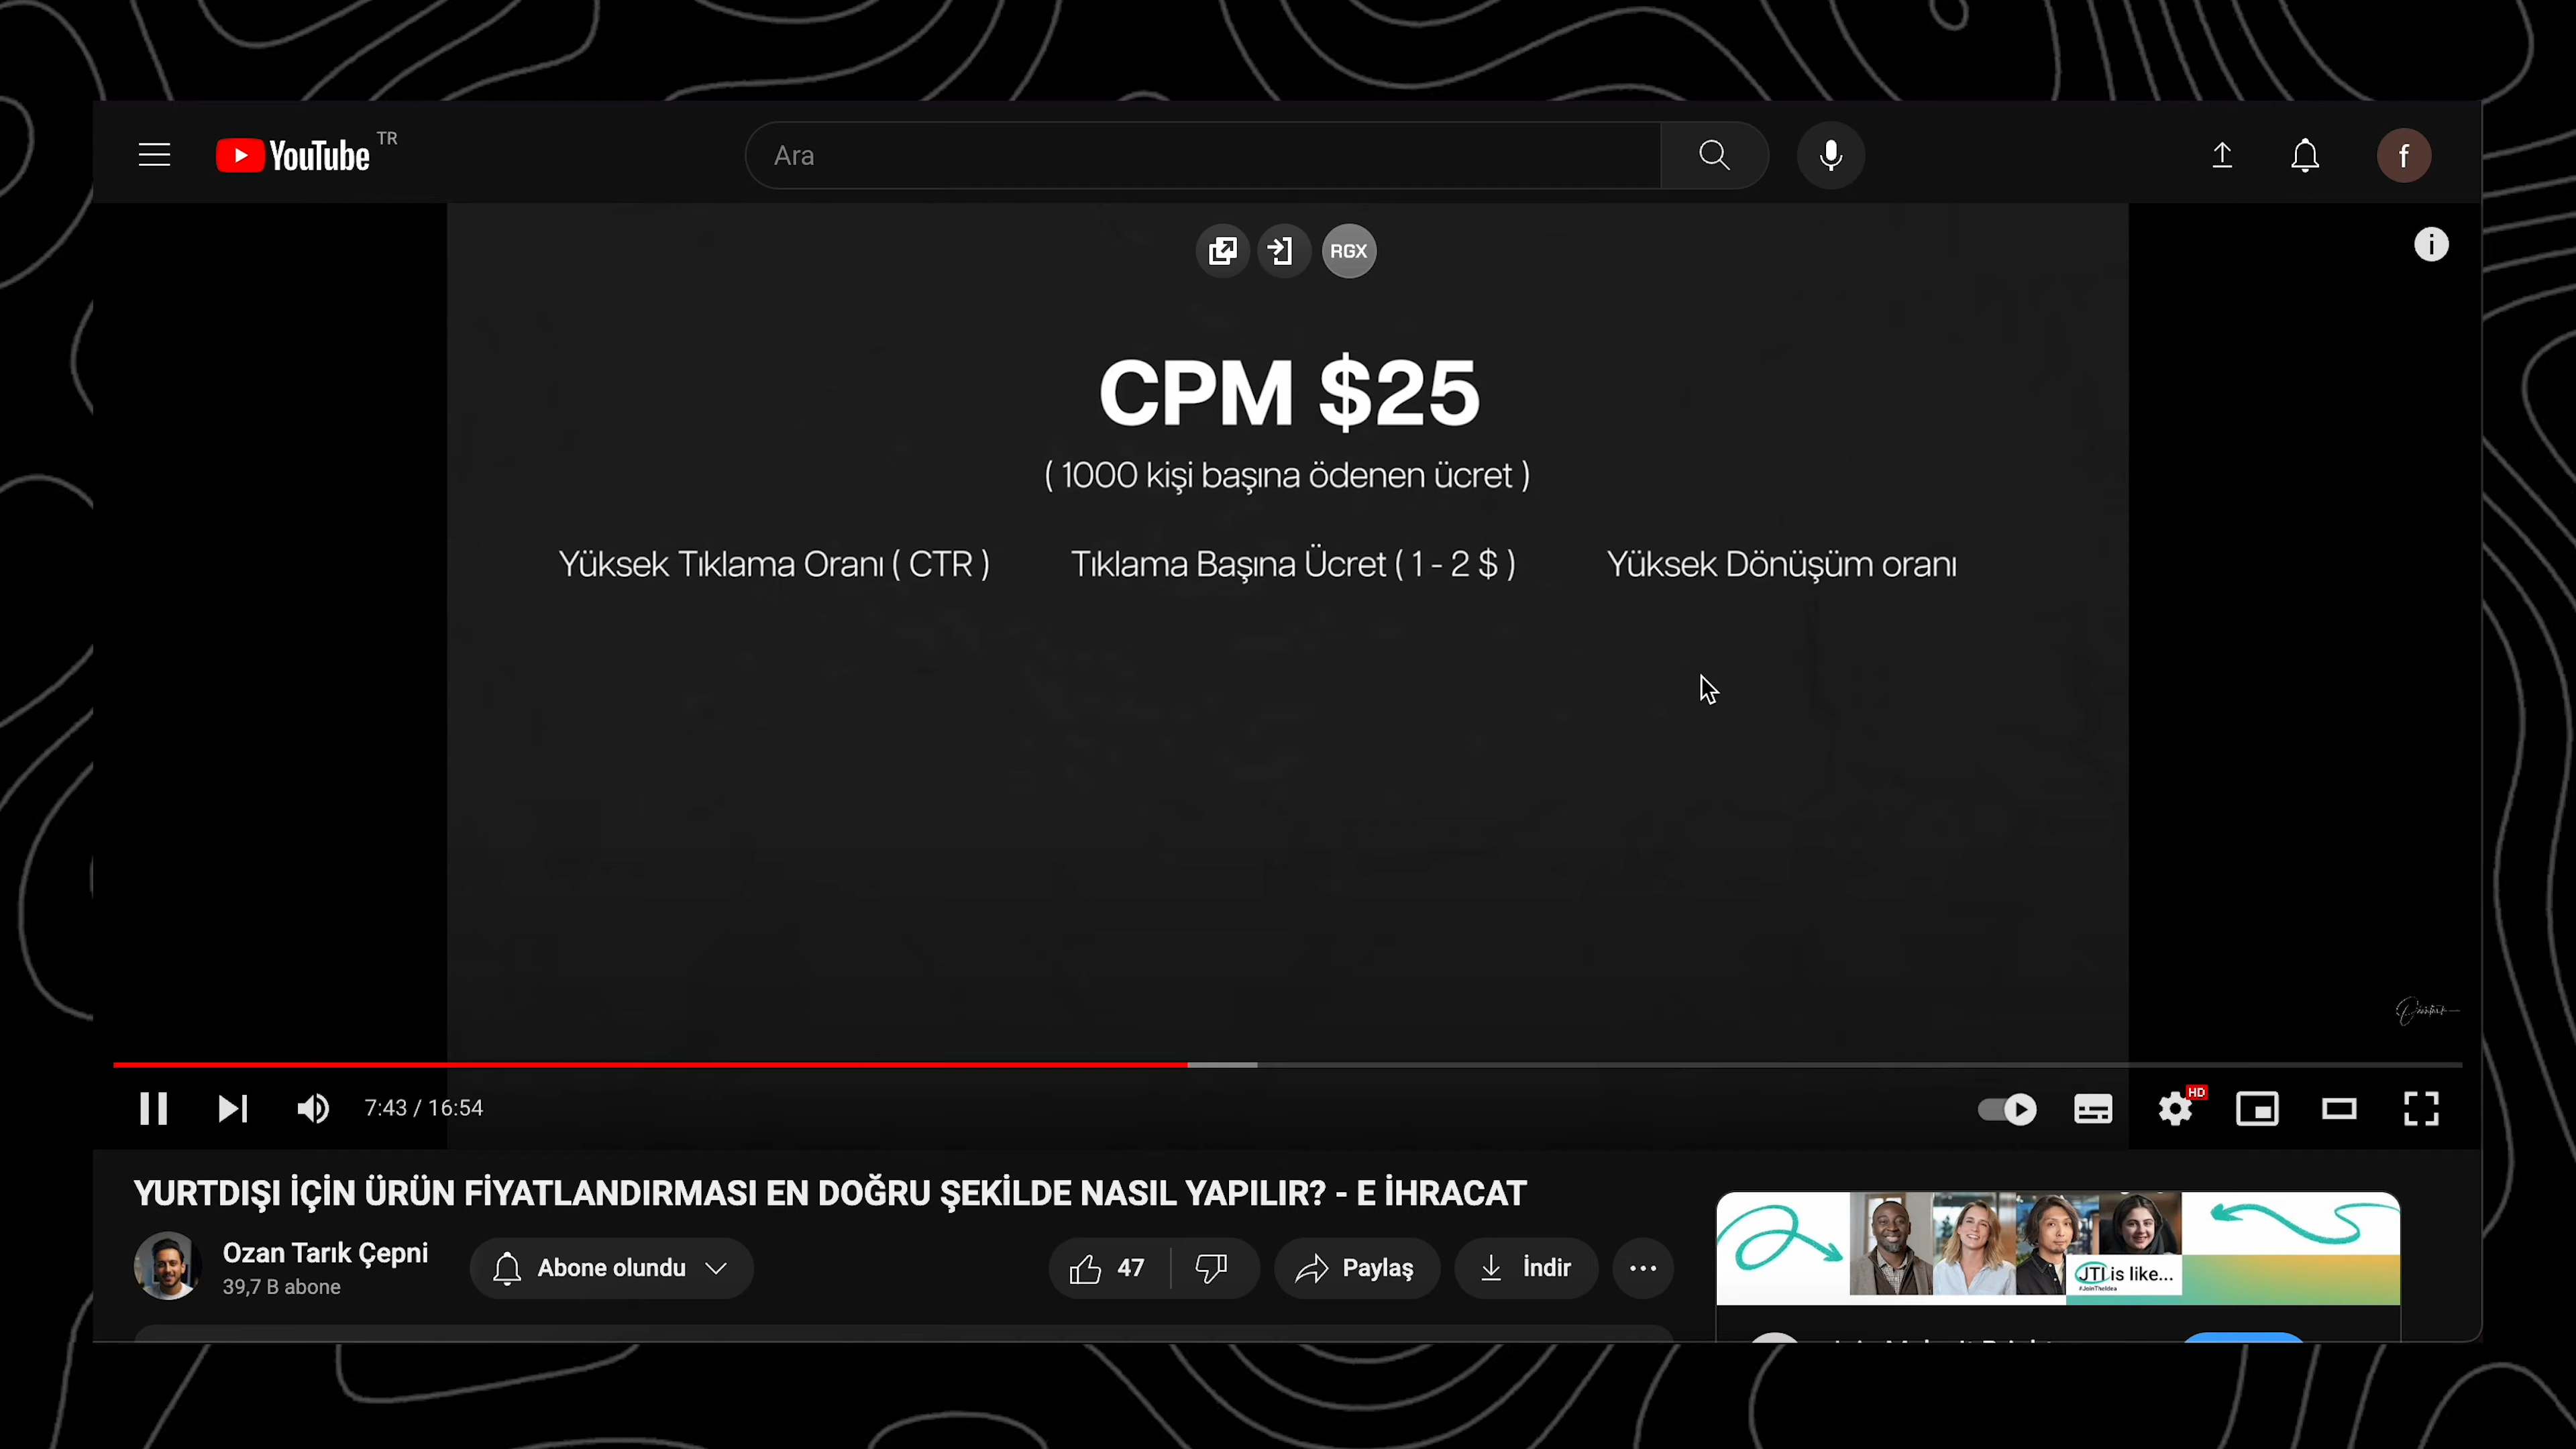 YouTube TR
Ara
f
RGX
i
CPM $25
( 1000 kişi başına ödenen ücret )
Yüksek Tıklama Oranı ( CTR )
Tıklama Başına Ücret ( 1 - 2 $ )
Yüksek Dönüşüm oranı
7:43 / 16:54
HD
YURTDIŞI İÇİN ÜRÜN FİYATLANDIRMASI EN DOĞRU ŞEKİLDE NASIL YAPILIR? - E İHRACAT
Ozan Tarık Çepni
39,7 B abone
Abone olundu
47
Paylaş
İndir
JTI is like...
#JoinTheIdea